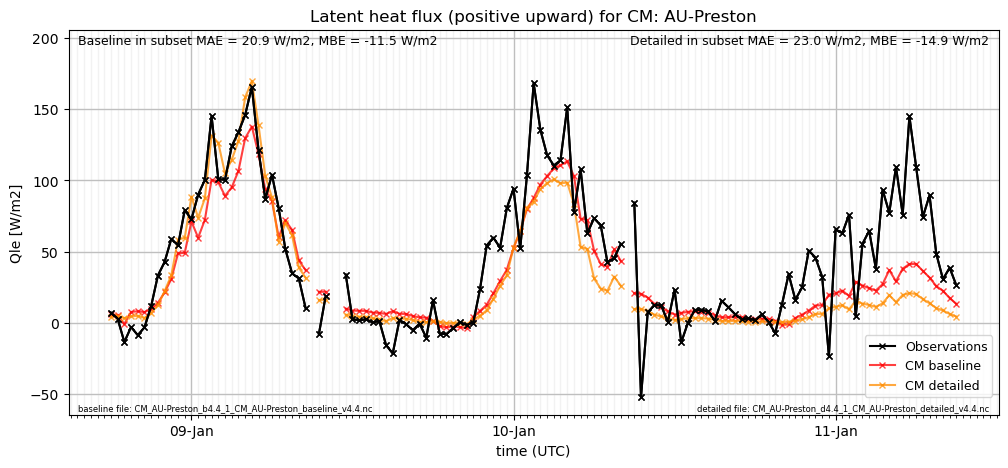 Latent heat flux (positive upward) for CM: AU-Preston
Baseline in subset MAE = 20.9 W/m2, MBE = -11.5 W/m2
Detailed in subset MAE = 23.0 W/m2, MBE = -14.9 W/m2
200
150
100
50
0
−50
Qle [W/m2]
Observations
CM baseline
CM detailed
baseline file: CM_AU-Preston_b4.4_1_CM_AU-Preston_baseline_v4.4.nc
detailed file: CM_AU-Preston_d4.4_1_CM_AU-Preston_detailed_v4.4.nc
09-Jan
10-Jan
11-Jan
time (UTC)